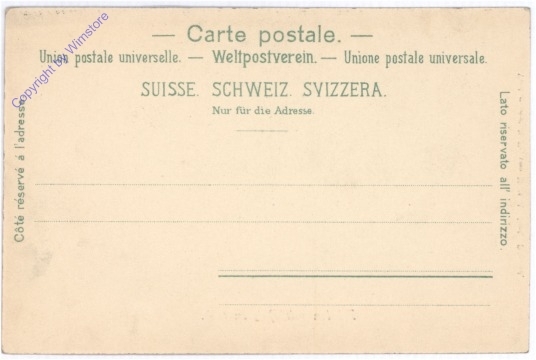 — Carte postale. —
Union postale universelle. — Weltpostverein. — Unione postale universale.
SUISSE. SCHWEIZ. SVIZZERA.
Nur für die Adresse.
Côté réservé à l'adresse.
Lato riservato all' indirizzo.
Copyright by Wimstore